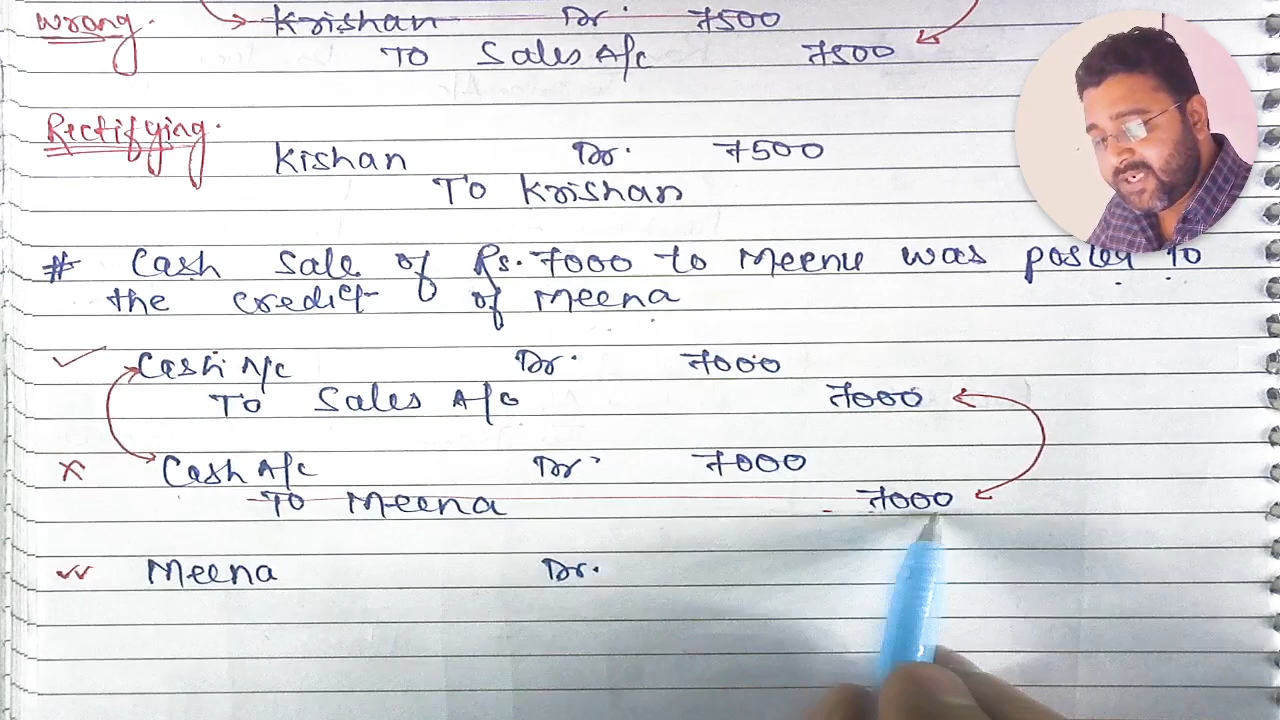 Wrong. Krishan Dr. 7500
To Sales A/c 7500
Rectifying.
Kishan Dr. 7500
To Krishan
# Cash Sale of Rs. 7000 to Meenu was posted to
the credit of Meena
✓ Cash A/c Dr. 7000
To Sales A/c 7000
× Cash A/c Dr. 7000
To Meena 7000
✓✓ Meena Dr.